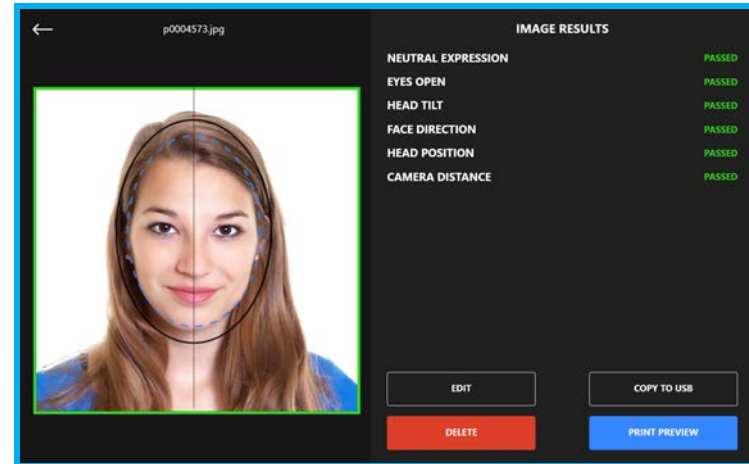 p0004573.jpg
IMAGE RESULTS
NEUTRAL EXPRESSION PASSED
EYES OPEN PASSED
HEAD TILT PASSED
FACE DIRECTION PASSED
HEAD POSITION PASSED
CAMERA DISTANCE PASSED
EDIT COPY TO USB
DELETE PRINT PREVIEW